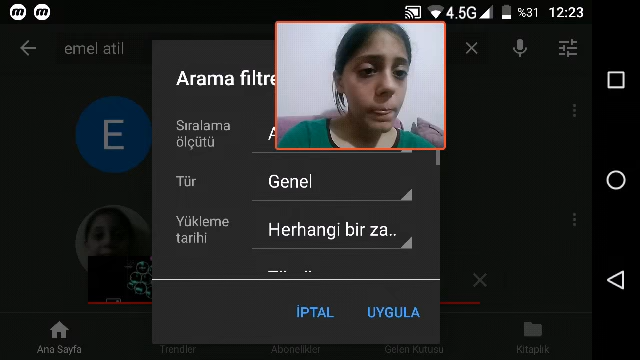 4.5G %31 12:23
emel atil
Arama filtre
E
Sıralama
ölçütü
Tür
Genel
Yükleme
tarihi
Herhangi bir za..
İPTAL
UYGULA
Ana Sayfa
Trendler
Abonelikler
Gelen Kutusu
Kitaplık